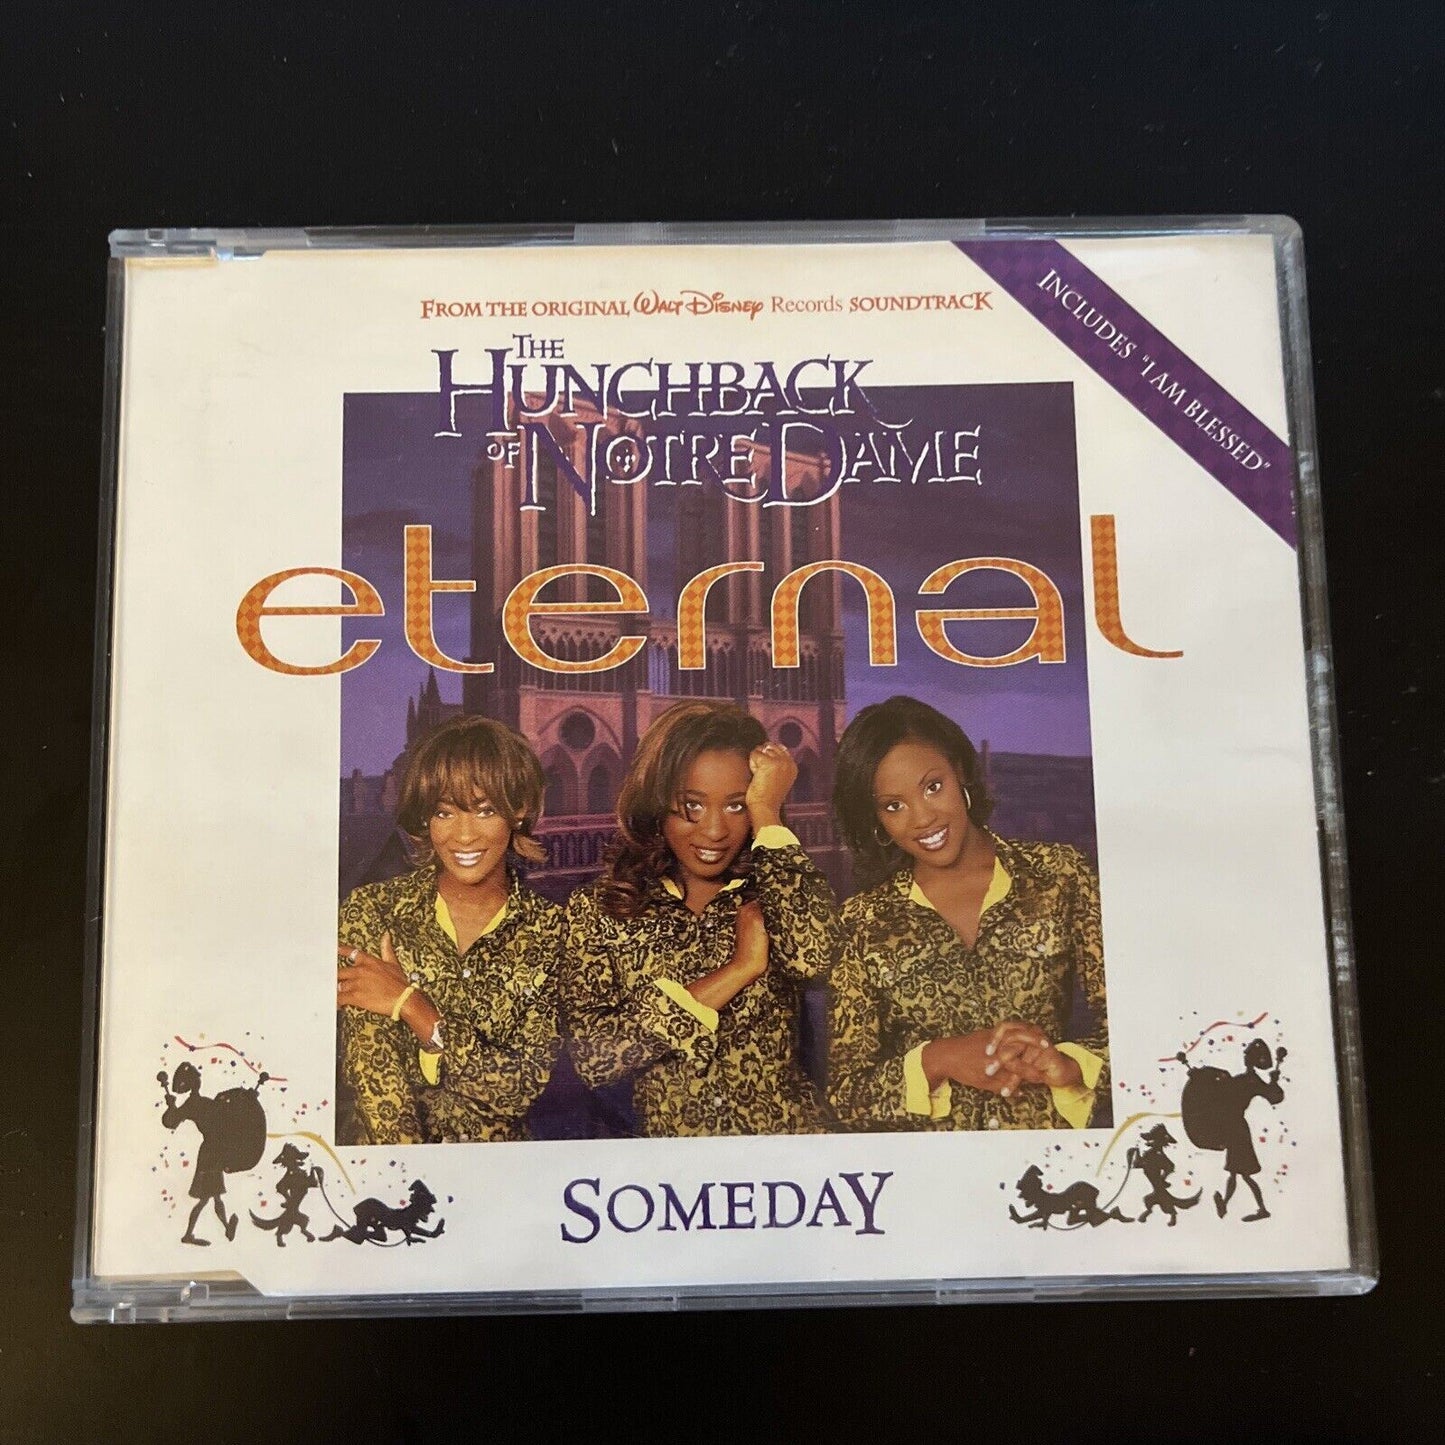 FROM THE ORIGINAL WALT DISNEY Records SOUNDTRACK
THE
HUNCHBACK
OF NOTRE DAME
INCLUDES "I AM BLESSED"
eternal
SOMEDAY